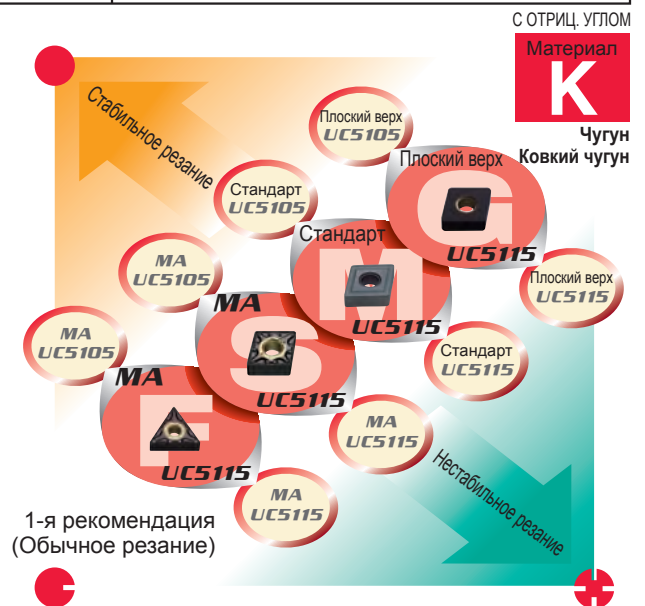 С ОТРИЦ. УГЛОМ
Материал
K
Чугун
Ковкий чугун
Стабильное резание
Плоский верх
UC5105
Стандарт
UC5105
MA
UC5105
MA
UC5105
Плоский верх
G
UC5115
Стандарт
M
UC5115
MA
S
UC5115
MA
F
UC5115
Плоский верх
UC5115
Стандарт
UC5115
MA
UC5115
MA
UC5115
Нестабильное резание
1-я рекомендация
(Обычное резание)